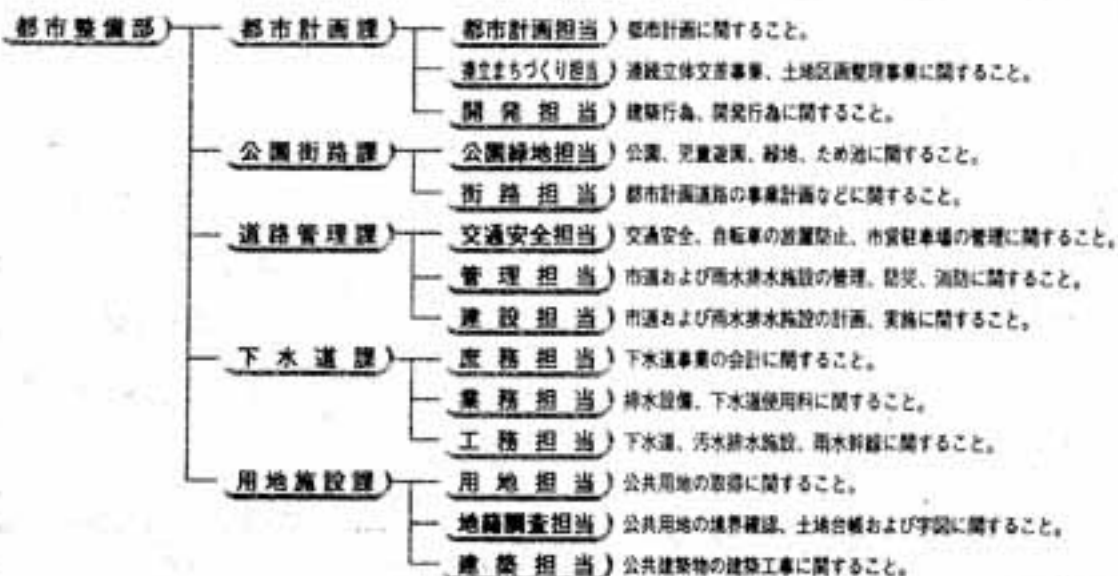 都市整備部 都市計画課 都市計画担当 都市計画に関すること。
連立まちづくり担当 連続立体交差事業、土地区画整理事業に関すること。
開発担当 建築行為、開発行為に関すること。
公園街路課 公園緑地担当 公園、児童遊園、緑地、ため池に関すること。
街路担当 都市計画道路の事業計画などに関すること。
道路管理課 交通安全担当 交通安全、自転車の放置防止、市営駐車場の管理に関すること。
管理担当 市道および雨水排水施設の管理、防災、消防に関すること。
建設担当 市道および雨水排水施設の計画、実施に関すること。
下水道課 庶務担当 下水道事業の会計に関すること。
業務担当 排水設備、下水道使用料に関すること。
工務担当 下水道、汚水排水施設、雨水幹線に関すること。
用地施設課 用地担当 公共用地の取得に関すること。
地籍調査担当 公共用地の境界確認、土地台帳および字図に関すること。
建築担当 公共建築物の建築工事に関すること。